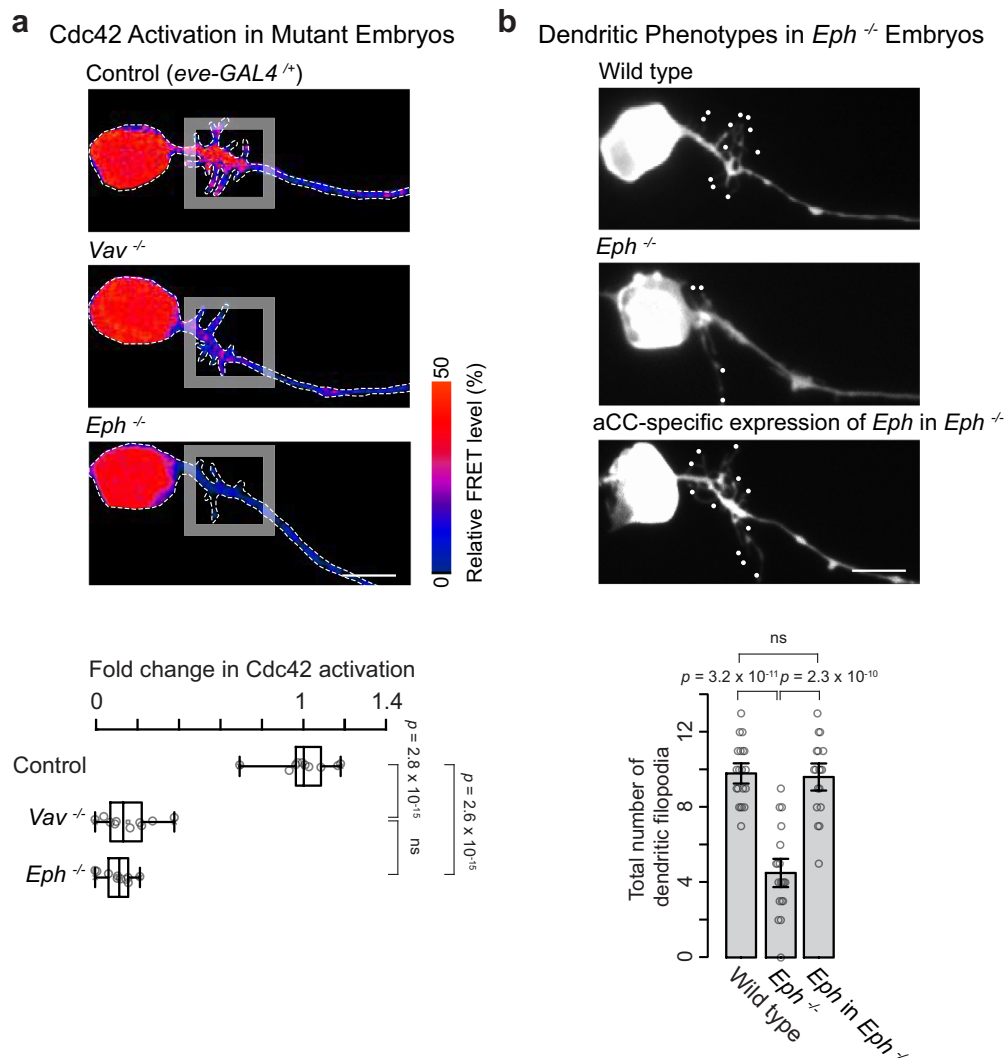 a Cdc42 Activation in Mutant Embryos
Control (eve-GAL4 /+)
Vav -/-
Eph -/-
0 50
Relative FRET level (%)
Fold change in Cdc42 activation
0 1 1.4
Control
Vav -/-
Eph -/-
p = 2.8 x 10-15
ns
p = 2.6 x 10-15
b Dendritic Phenotypes in Eph -/- Embryos
Wild type
Eph -/-
aCC-specific expression of Eph in Eph -/-
ns
p = 3.2 x 10-11 p = 2.3 x 10-10
Total number of
dendritic filopodia
12
8
4
0
Wild type
Eph -/-
Eph in Eph -/-